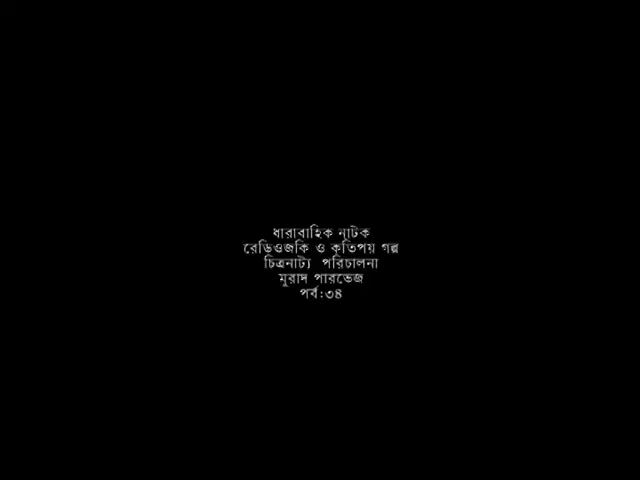 ধারাবাহিক নাটক
রেডিওজকি ও কতিপয় গল্প
চিত্রনাট্য পরিচালনা
মুরাদ পারভেজ
পর্ব:৩৪